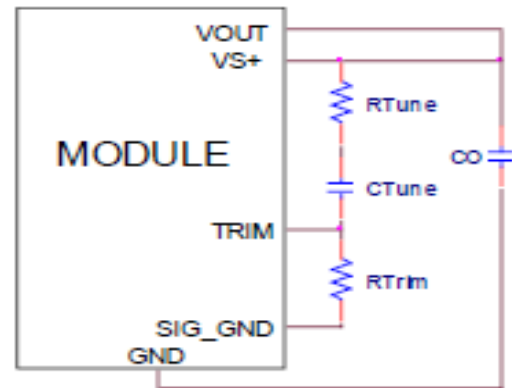 VOUT
VS+
RTune
MODULE
CO
CTune
TRIM
RTrim
SIG_GND
GND